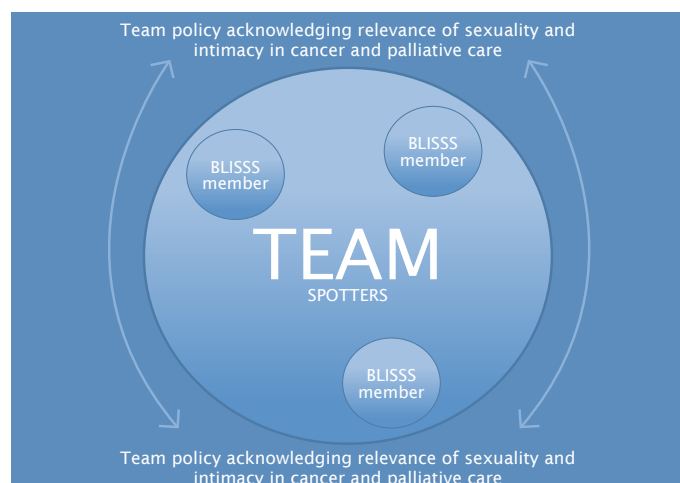 Team policy acknowledging relevance of sexuality and
intimacy in cancer and palliative care
BLISSS
member
BLISSS
member
TEAM
SPOTTERS
BLISSS
member
Team policy acknowledging relevance of sexuality and
intimacy in cancer and palliative care